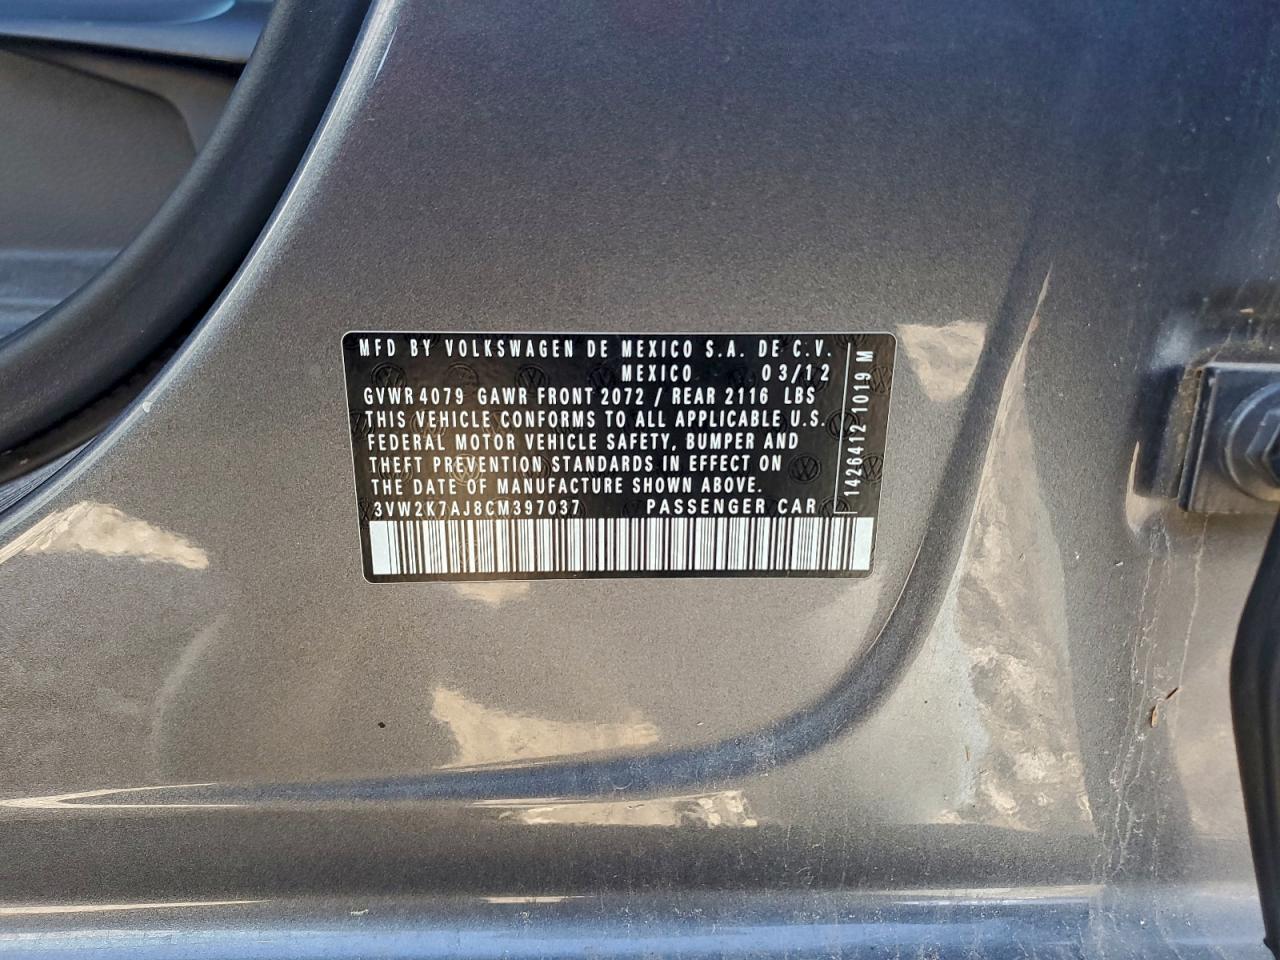 MFD BY VOLKSWAGEN DE MEXICO S.A. DE C.V.
MEXICO 03/12
GVWR 4079 GAWR FRONT 2072 / REAR 2116 LBS
THIS VEHICLE CONFORMS TO ALL APPLICABLE U.S.
FEDERAL MOTOR VEHICLE SAFETY, BUMPER AND
THEFT PREVENTION STANDARDS IN EFFECT ON
THE DATE OF MANUFACTURE SHOWN ABOVE.
3VW2K7AJ8CM397037 PASSENGER CAR
1426412 1019 M